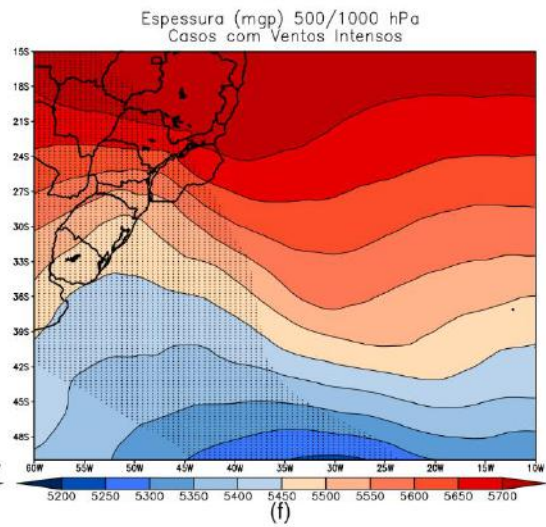 Espessura (mgp) 500/1000 hPa
Casos com Ventos Intensos
15S
18S
21S
24S
27S
30S
33S
36S
39S
42S
45S
48S
60W 55W 50W 45W 40W 35W 30W 25W 20W 15W 10W
5200 5250 5300 5350 5400 5450 5500 5550 5600 5650 5700
(f)